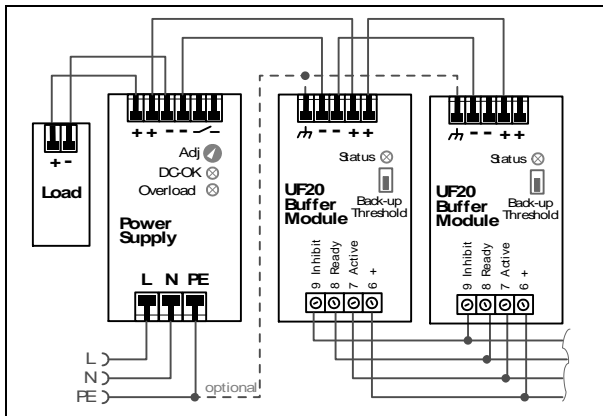 + + - -
- - + +
- - + +
+ -
Load
Adj
DC-OK
Overload
Power
Supply
L N PE
Status
UF20
Buffer
Module
Back-up
Threshold
9 Inhibit
8 Ready
7 Active
6 +
Status
UF20
Buffer
Module
Back-up
Threshold
9 Inhibit
8 Ready
7 Active
6 +
L
N
PE
optional